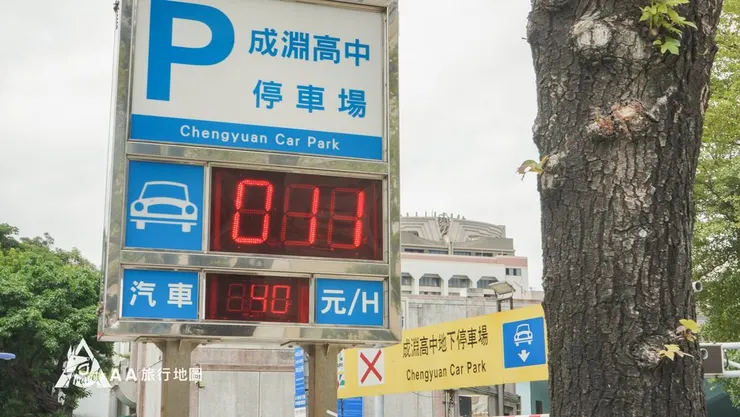 P
成淵高中
停車場
Chengyuan Car Park
011
汽車 40 元/H
成淵高中地下停車場
Chengyuan Car Park
AA旅行地圖